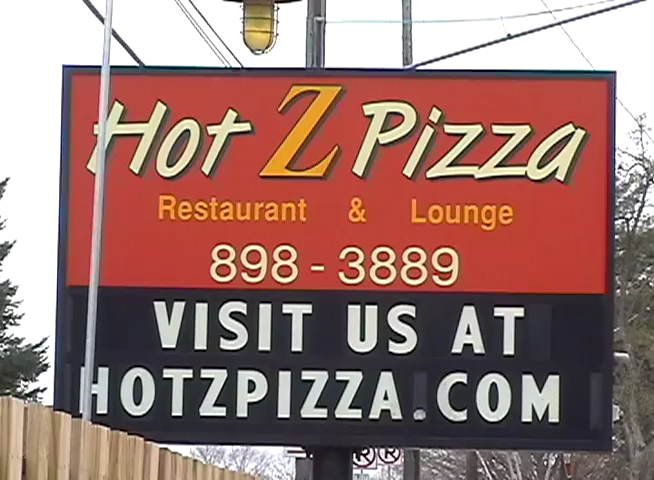 Hot Z Pizza
Restaurant & Lounge
898-3889
VISIT US AT
HOTZPIZZA.COM